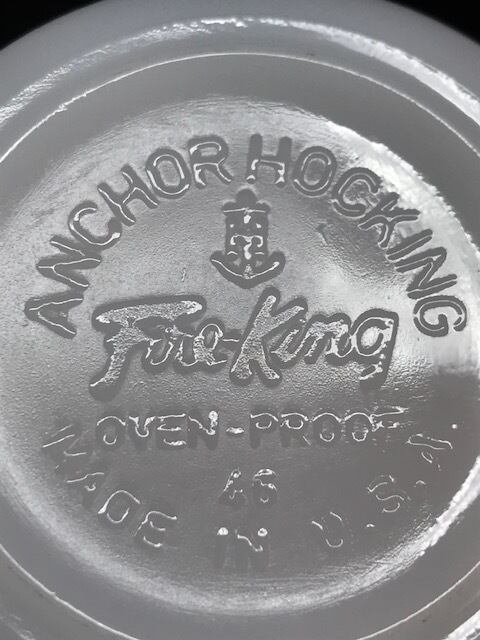 ANCHOR HOCKING
Fire-King
OVEN-PROOF
46
MADE IN U.S.A